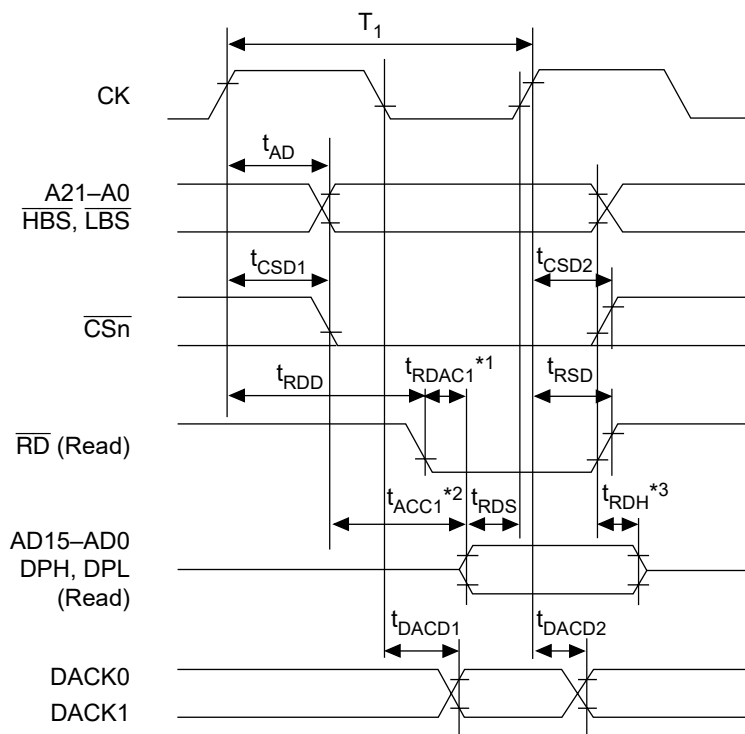 T1
CK
tAD
A21–A0
HBS, LBS
tCSD1
tCSD2
CSn
tRDD
tRDAC1*1
tRSD
RD (Read)
tACC1*2
tRDS
tRDH*3
AD15–AD0
DPH, DPL
(Read)
tDACD1
tDACD2
DACK0
DACK1